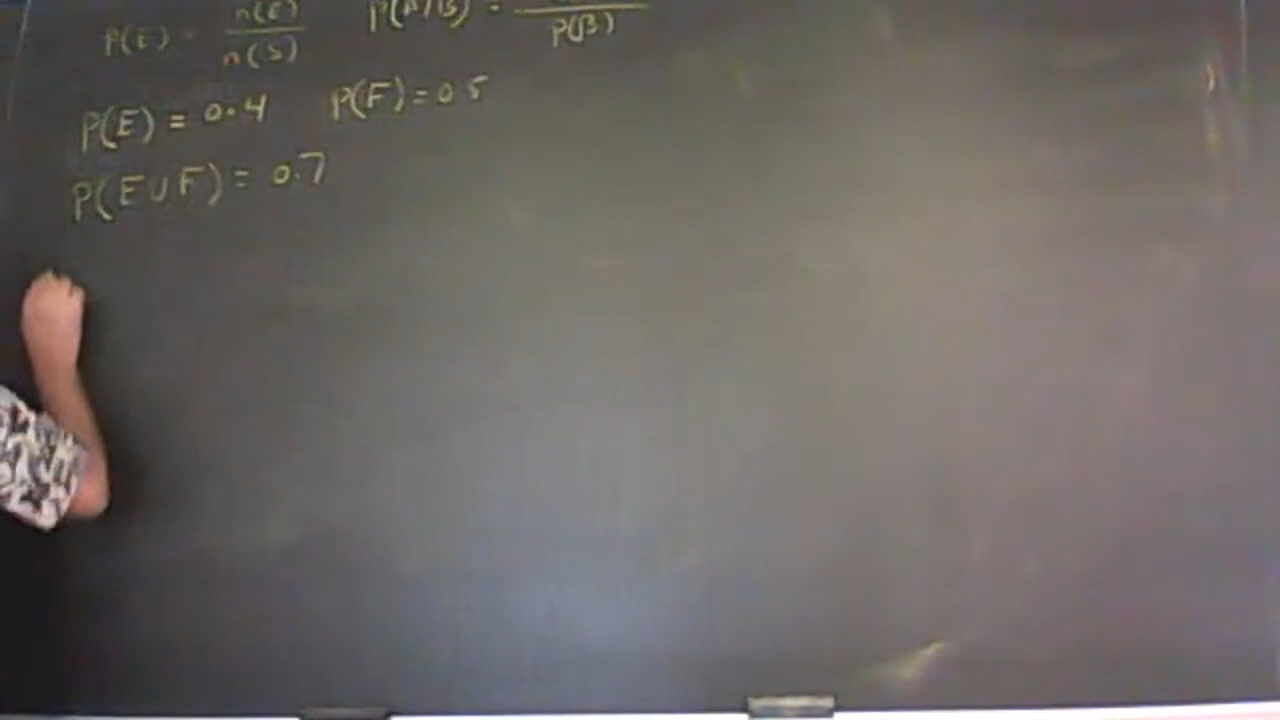 P(E) = n(E) / n(S) P(A|B) = / P(B)
P(E) = 0.4 P(F) = 0.5
P(E∪F) = 0.7